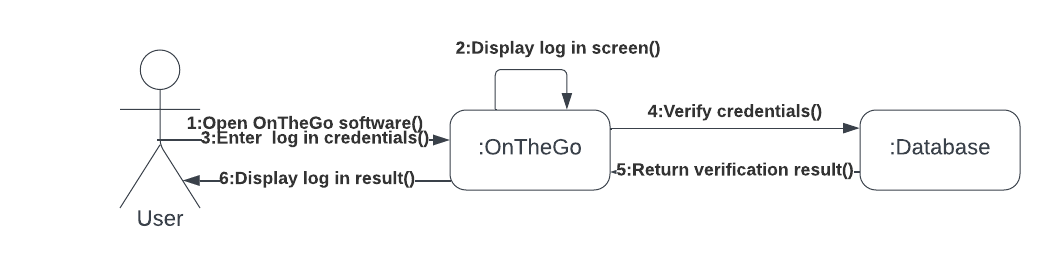 2:Display log in screen()
1:Open OnTheGo software()
3:Enter  log in credentials()
4:Verify credentials()
:OnTheGo
:Database
5:Return verification result()
6:Display log in result()
User